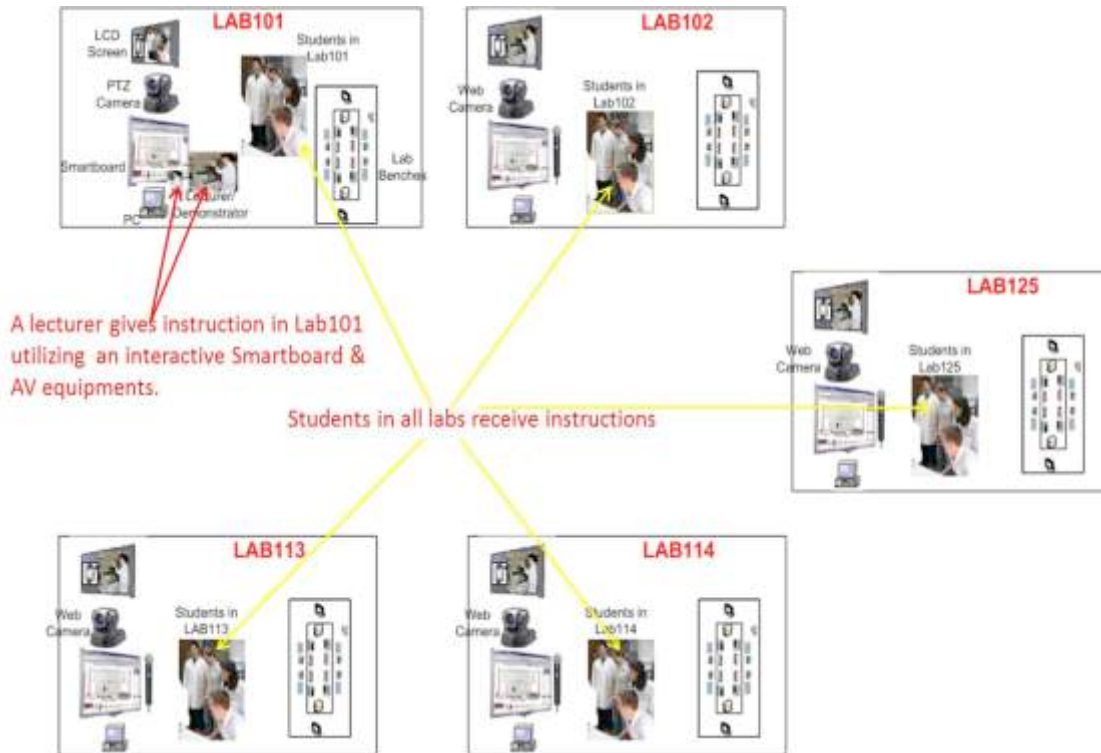 LAB101
LCD
Screen
Students in
Lab101
PTZ
Camera
Smartboard
Lab
Benches
Lecturer/
Demonstrator
PC
LAB102
Web
Camera
Students in
Lab102
LAB125
Web
Camera
Students in
Lab125
A lecturer gives instruction in Lab101
utilizing an interactive Smartboard &
AV equipments.
Students in all labs receive instructions
LAB113
Web
Camera
Students in
LAB113
LAB114
Web
Camera
Students in
Lab114